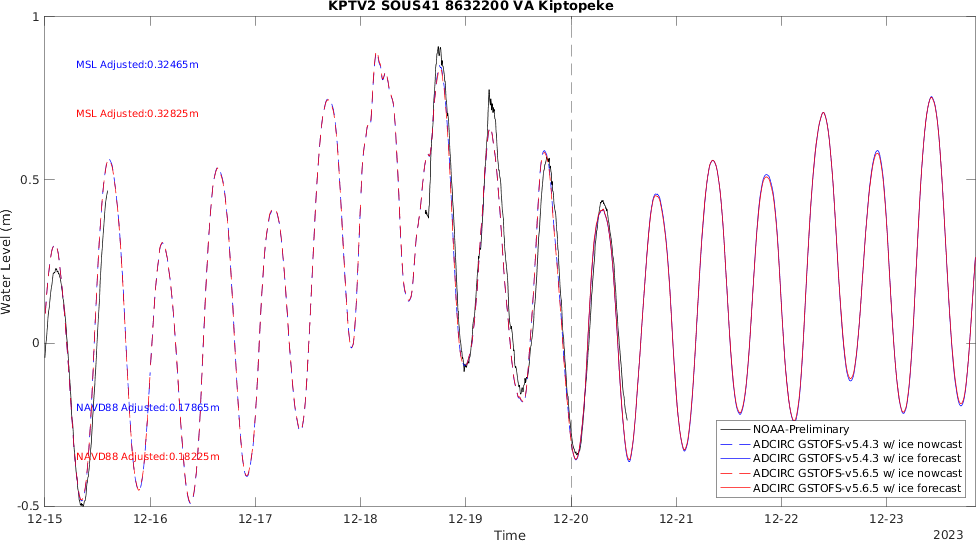 KPTV2 SOUS41 8632200 VA Kiptopeke
1
MSL Adjusted:0.32465m
MSL Adjusted:0.32825m
0.5
Water Level (m)
0
NAVD88 Adjusted:0.17865m
NAVD88 Adjusted:0.18225m
-0.5
NOAA-Preliminary
ADCIRC GSTOFS-v5.4.3 w/ ice nowcast
ADCIRC GSTOFS-v5.4.3 w/ ice forecast
ADCIRC GSTOFS-v5.6.5 w/ ice nowcast
ADCIRC GSTOFS-v5.6.5 w/ ice forecast
12-15 12-16 12-17 12-18 12-19 12-20 12-21 12-22 12-23
Time
2023